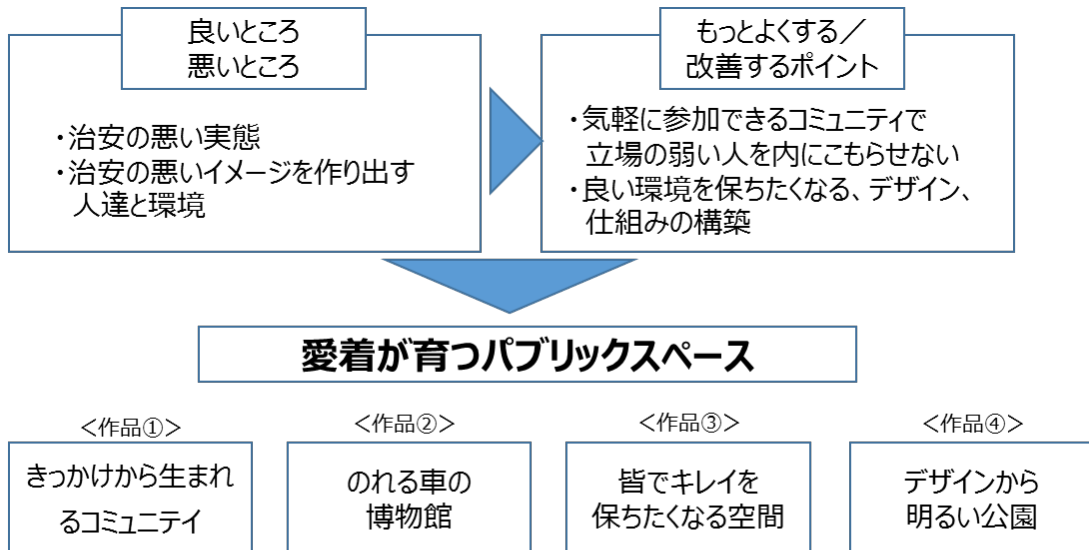 良いところ
悪いところ
・治安の悪い実態
・治安の悪いイメージを作り出す
人達と環境
もっとよくする／
改善するポイント
・気軽に参加できるコミュニティで
立場の弱い人を内にこもらせない
・良い環境を保ちたくなる、デザイン、
仕組みの構築
愛着が育つパブリックスペース
＜作品①＞
きっかけから生まれ
るコミュニテイ
＜作品②＞
のれる車の
博物館
＜作品③＞
皆でキレイを
保ちたくなる空間
＜作品④＞
デザインから
明るい公園